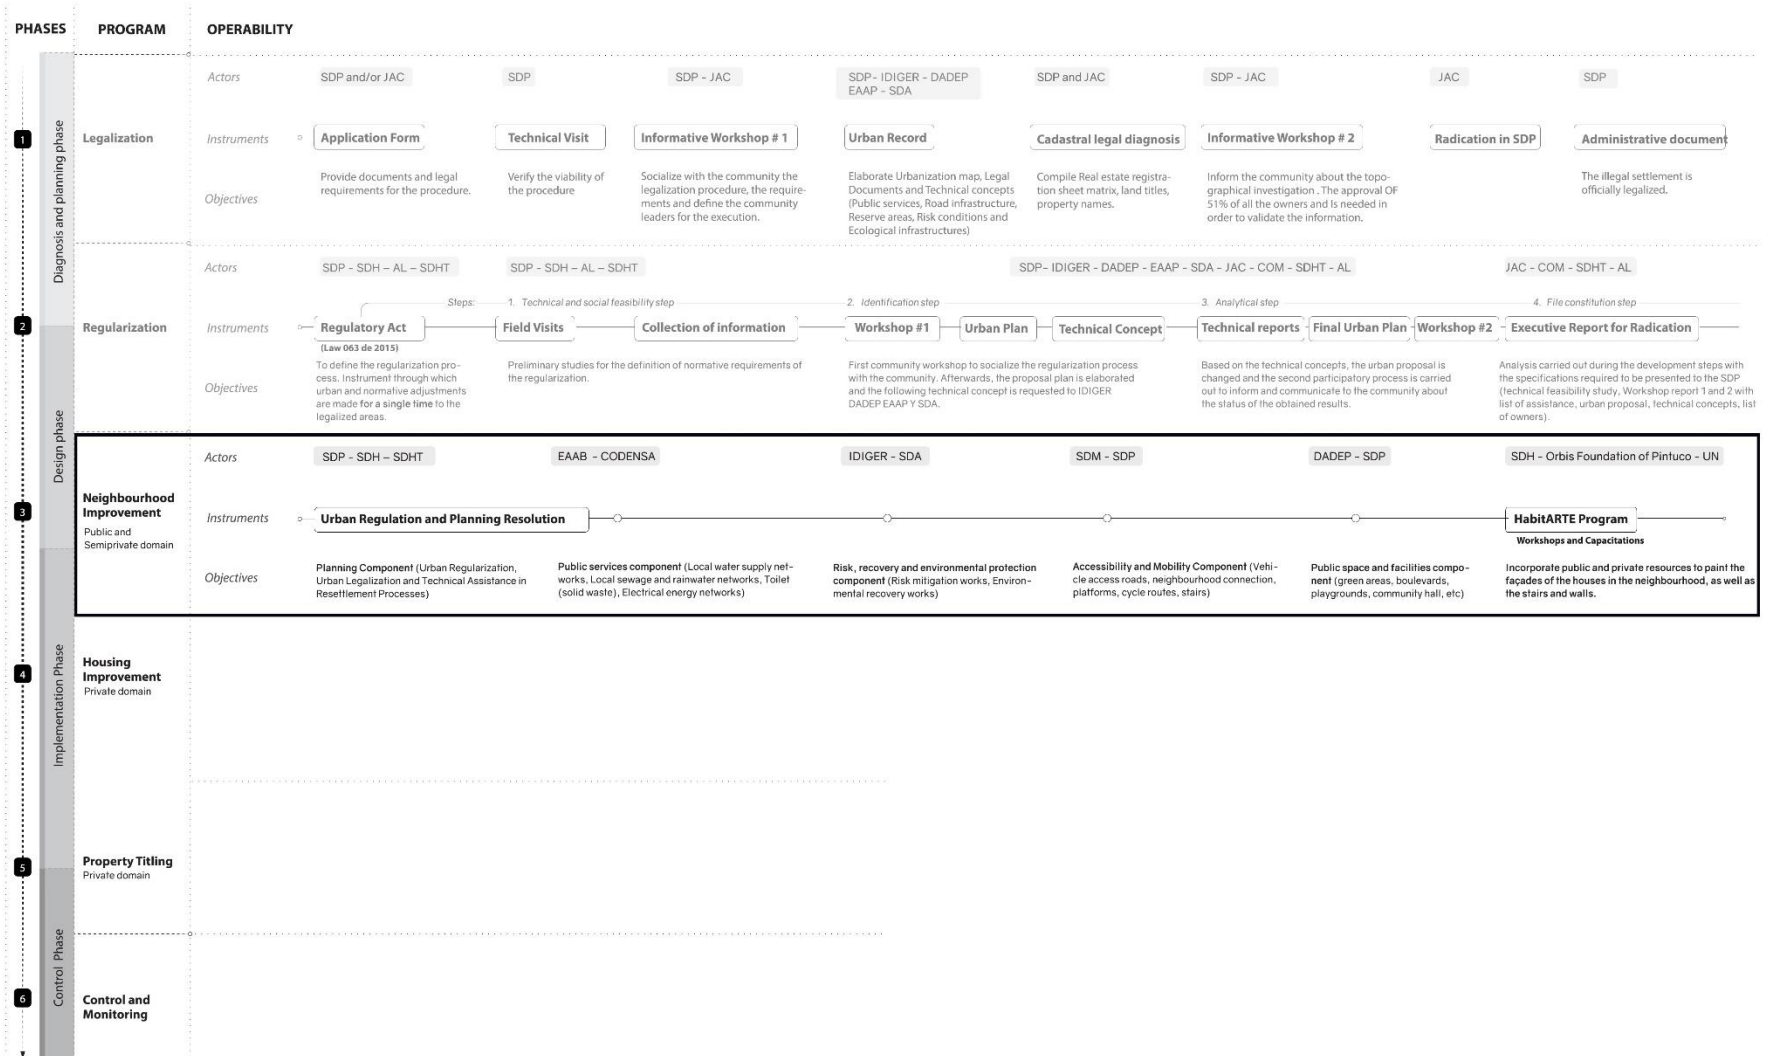 PHASES PROGRAM OPERABILITY
Diagnosis and planning phase
Design phase
Implementation Phase
Control Phase
1
Legalization
Actors
SDP and/or JAC
SDP
SDP - JAC
SDP- IDIGER - DADEP
EAAP - SDA
SDP and JAC
SDP - JAC
JAC
SDP
Instruments
Application Form
Technical Visit
Informative Workshop # 1
Urban Record
Cadastral legal diagnosis
Informative Workshop # 2
Radication in SDP
Administrative document
Objectives
Provide documents and legal
requirements for the procedure.
Verify the viability of
the procedure
Socialize with the community the
legalization procedure, the require-
ments and define the community
leaders for the execution.
Elaborate Urbanization map, Legal
Documents and Technical concepts
(Public services, Road infrastructure,
Reserve areas, Risk conditions and
Ecological infrastructures)
Compile Real estate registra-
tion sheet matrix, land titles,
property names.
Inform the community about the topo-
graphical investigation . The approval OF
51% of all the owners and Is needed in
order to validate the information.
The illegal settlement is
officially legalized.
2
Regularization
Actors
SDP - SDH – AL – SDHT
SDP - SDH – AL – SDHT
SDP- IDIGER - DADEP - EAAP - SDA - JAC - COM - SDHT - AL
JAC - COM - SDHT - AL
Steps:
1. Technical and social feasibility step
2. Identification step
3. Analytical step
4. File constitution step
Instruments
Regulatory Act
(Law 063 de 2015)
Field Visits
Collection of information
Workshop #1
Urban Plan
Technical Concept
Technical reports
Final Urban Plan
Workshop #2
Executive Report for Radication
Objectives
To define the regularization pro-
cess. Instrument through which
urban and normative adjustments
are made for a single time to the
legalized areas.
Preliminary studies for the definition of normative requirements of
the regularization.
First community workshop to socialize the regularization process
with the community. Afterwards, the proposal plan is elaborated
and the following technical concept is requested to IDIGER
DADEP EAAP Y SDA.
Based on the technical concepts, the urban proposal is
changed and the second participatory process is carried
out to inform and communicate to the community about
the status of the obtained results.
Analysis carried out during the development steps with
the specifications required to be presented to the SDP
(technical feasibility study, Workshop report 1 and 2 with
list of assistance, urban proposal, technical concepts, list
of owners).
3
Neighbourhood
Improvement
Public and
Semiprivate domain
Actors
SDP - SDH – SDHT
EAAB - CODENSA
IDIGER - SDA
SDM - SDP
DADEP - SDP
SDH - Orbis Foundation of Pintuco - UN
Instruments
Urban Regulation and Planning Resolution
HabitARTE Program
Workshops and Capacitations
Objectives
Planning Component (Urban Regularization,
Urban Legalization and Technical Assistance in
Resettlement Processes)
Public services component (Local water supply net-
works, Local sewage and rainwater networks, Toilet
(solid waste), Electrical energy networks)
Risk, recovery and environmental protection
component (Risk mitigation works, Environ-
mental recovery works)
Accessibility and Mobility Component (Vehi-
cle access roads, neighbourhood connection,
platforms, cycle routes, stairs)
Public space and facilities compo-
nent (green areas, boulevards,
playgrounds, community hall, etc)
Incorporate public and private resources to paint the
façades of the houses in the neighbourhood, as well as
the stairs and walls.
4
Housing
Improvement
Private domain
5
Property Titling
Private domain
6
Control and
Monitoring